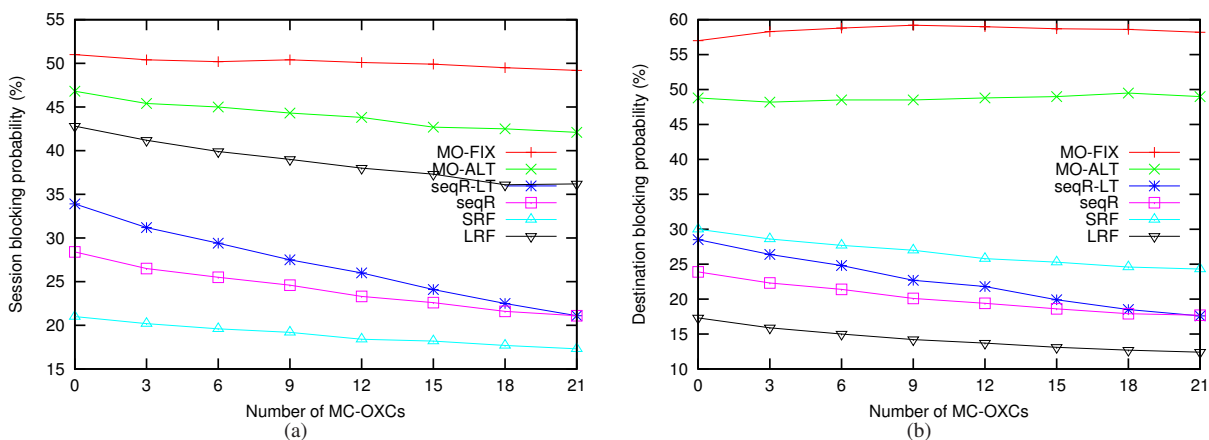 Session blocking probability (%)
55
50
45
40
35
30
25
20
15
MO-FIX
MO-ALT
seqR-LT
seqR
SRF
LRF
0 3 6 9 12 15 18 21
Number of MC-OXCs
(a)
Destination blocking probability (%)
60
55
50
45
40
35
30
25
20
15
10
MO-FIX
MO-ALT
seqR-LT
seqR
SRF
LRF
0 3 6 9 12 15 18 21
Number of MC-OXCs
(b)